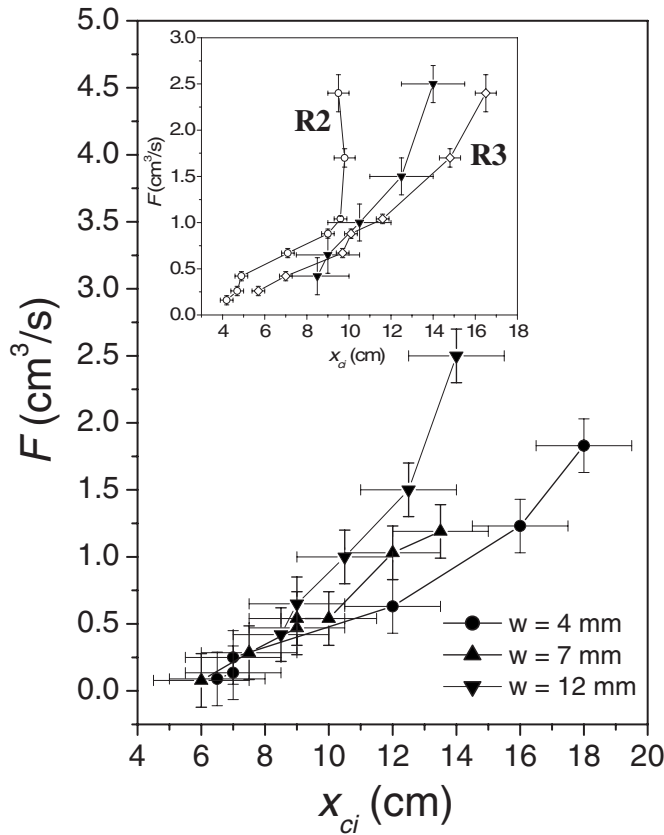 5.0
4.5
4.0
3.5
3.0
2.5
2.0
1.5
1.0
0.5
0.0
F (cm³/s)
4 6 8 10 12 14 16 18 20
x_ci (cm)
3.0
2.5
2.0
1.5
1.0
0.5
0.0
F (cm³/s)
4 6 8 10 12 14 16 18
x_ci (cm)
R2
R3
w = 4 mm
w = 7 mm
w = 12 mm